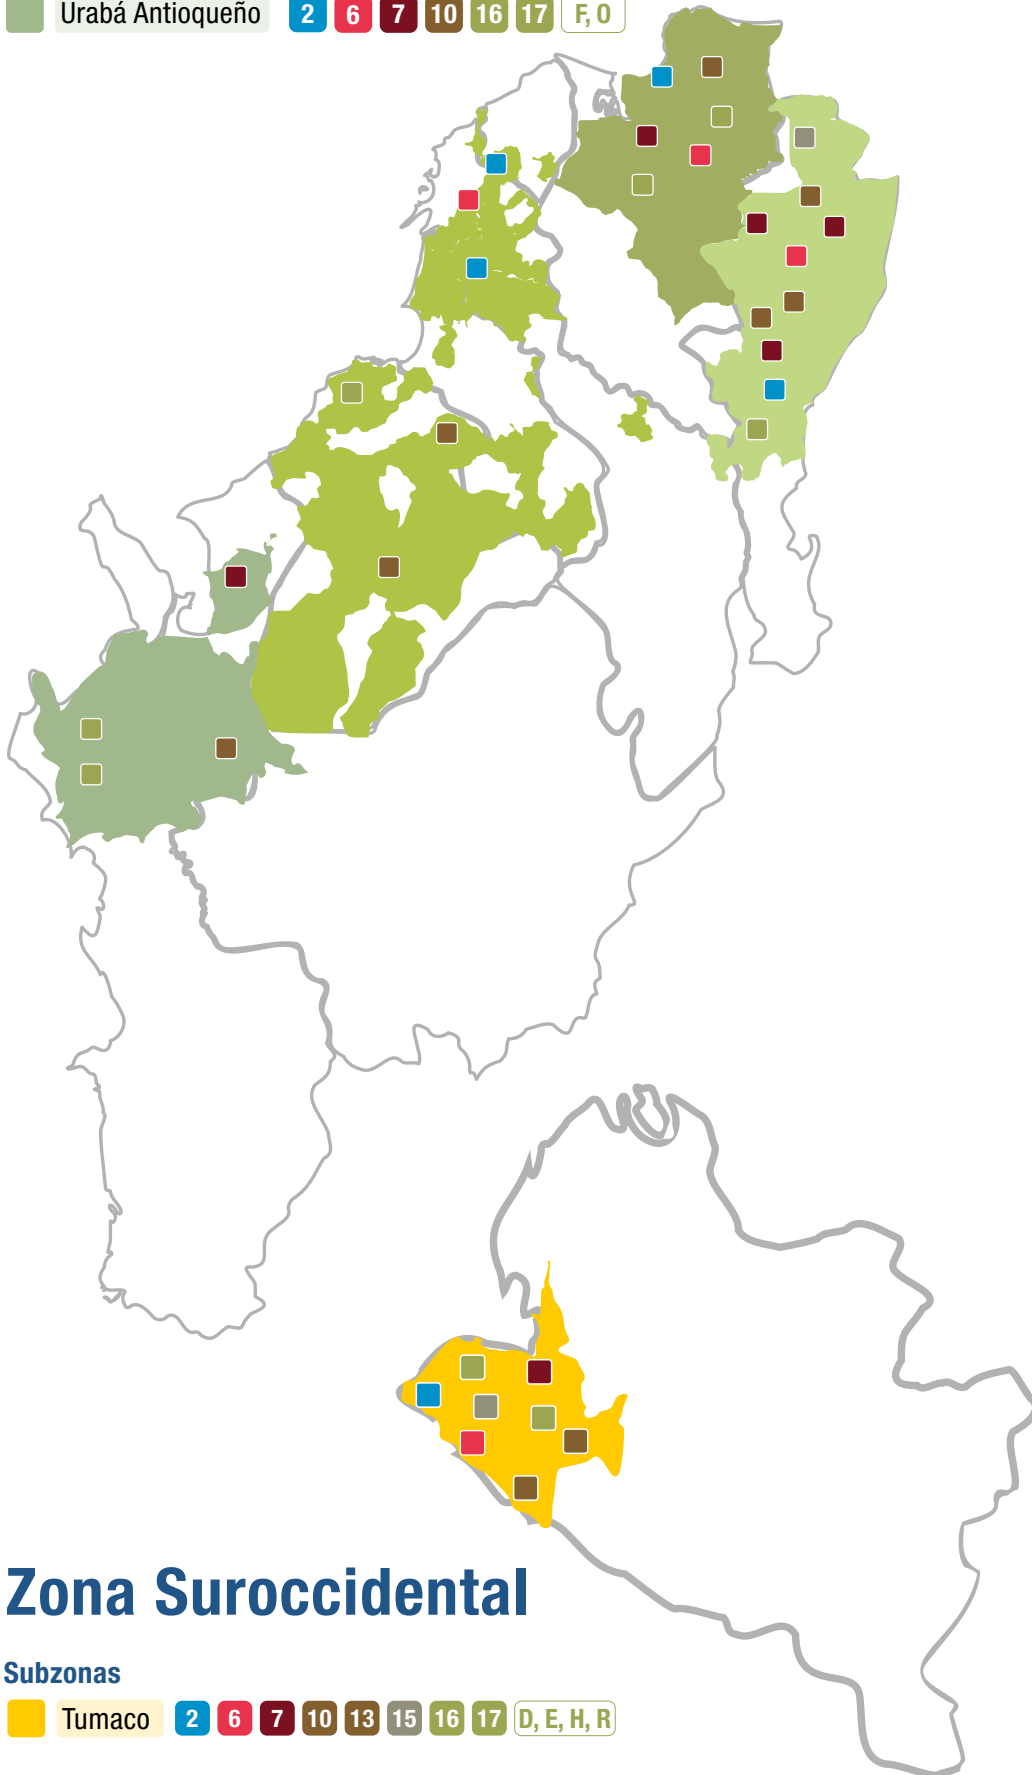 Urabá Antioqueño 2 6 7 10 16 17 F, O
Zona Suroccidental
Subzonas
Tumaco 2 6 7 10 13 15 16 17 D, E, H, R